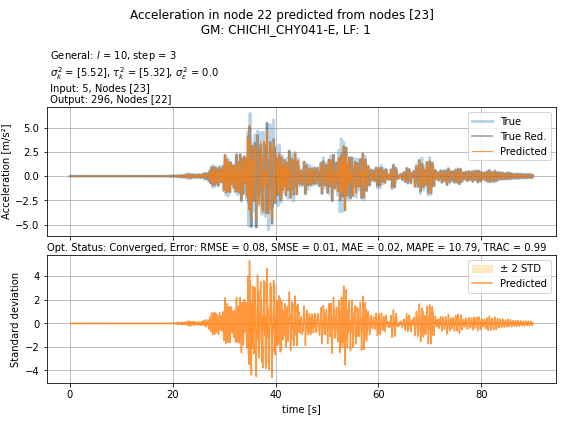 Acceleration in node 22 predicted from nodes [23]
GM: CHICHI_CHY041-E, LF: 1
General: l = 10, step = 3
σ²ₖ = [5.52], τ²ₖ = [5.32], σ²ε = 0.0
Input: 5, Nodes [23]
Output: 296, Nodes [22]
Acceleration [m/s²]
5.0
2.5
0.0
−2.5
−5.0
True
True Red.
Predicted
Opt. Status: Converged, Error: RMSE = 0.08, SMSE = 0.01, MAE = 0.02, MAPE = 10.79, TRAC = 0.99
Standard deviation
4
2
0
−2
−4
± 2 STD
Predicted
0 20 40 60 80
time [s]